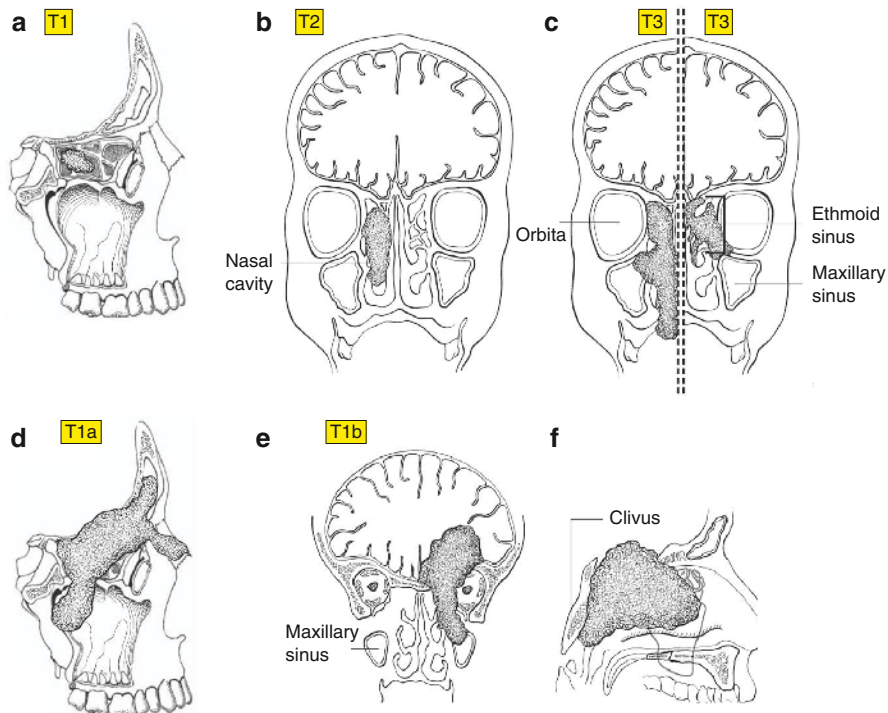 a T1
b T2
c T3 T3
Nasal
cavity
Orbita
Ethmoid
sinus
Maxillary
sinus
d T1a
e T1b
f
Maxillary
sinus
Clivus